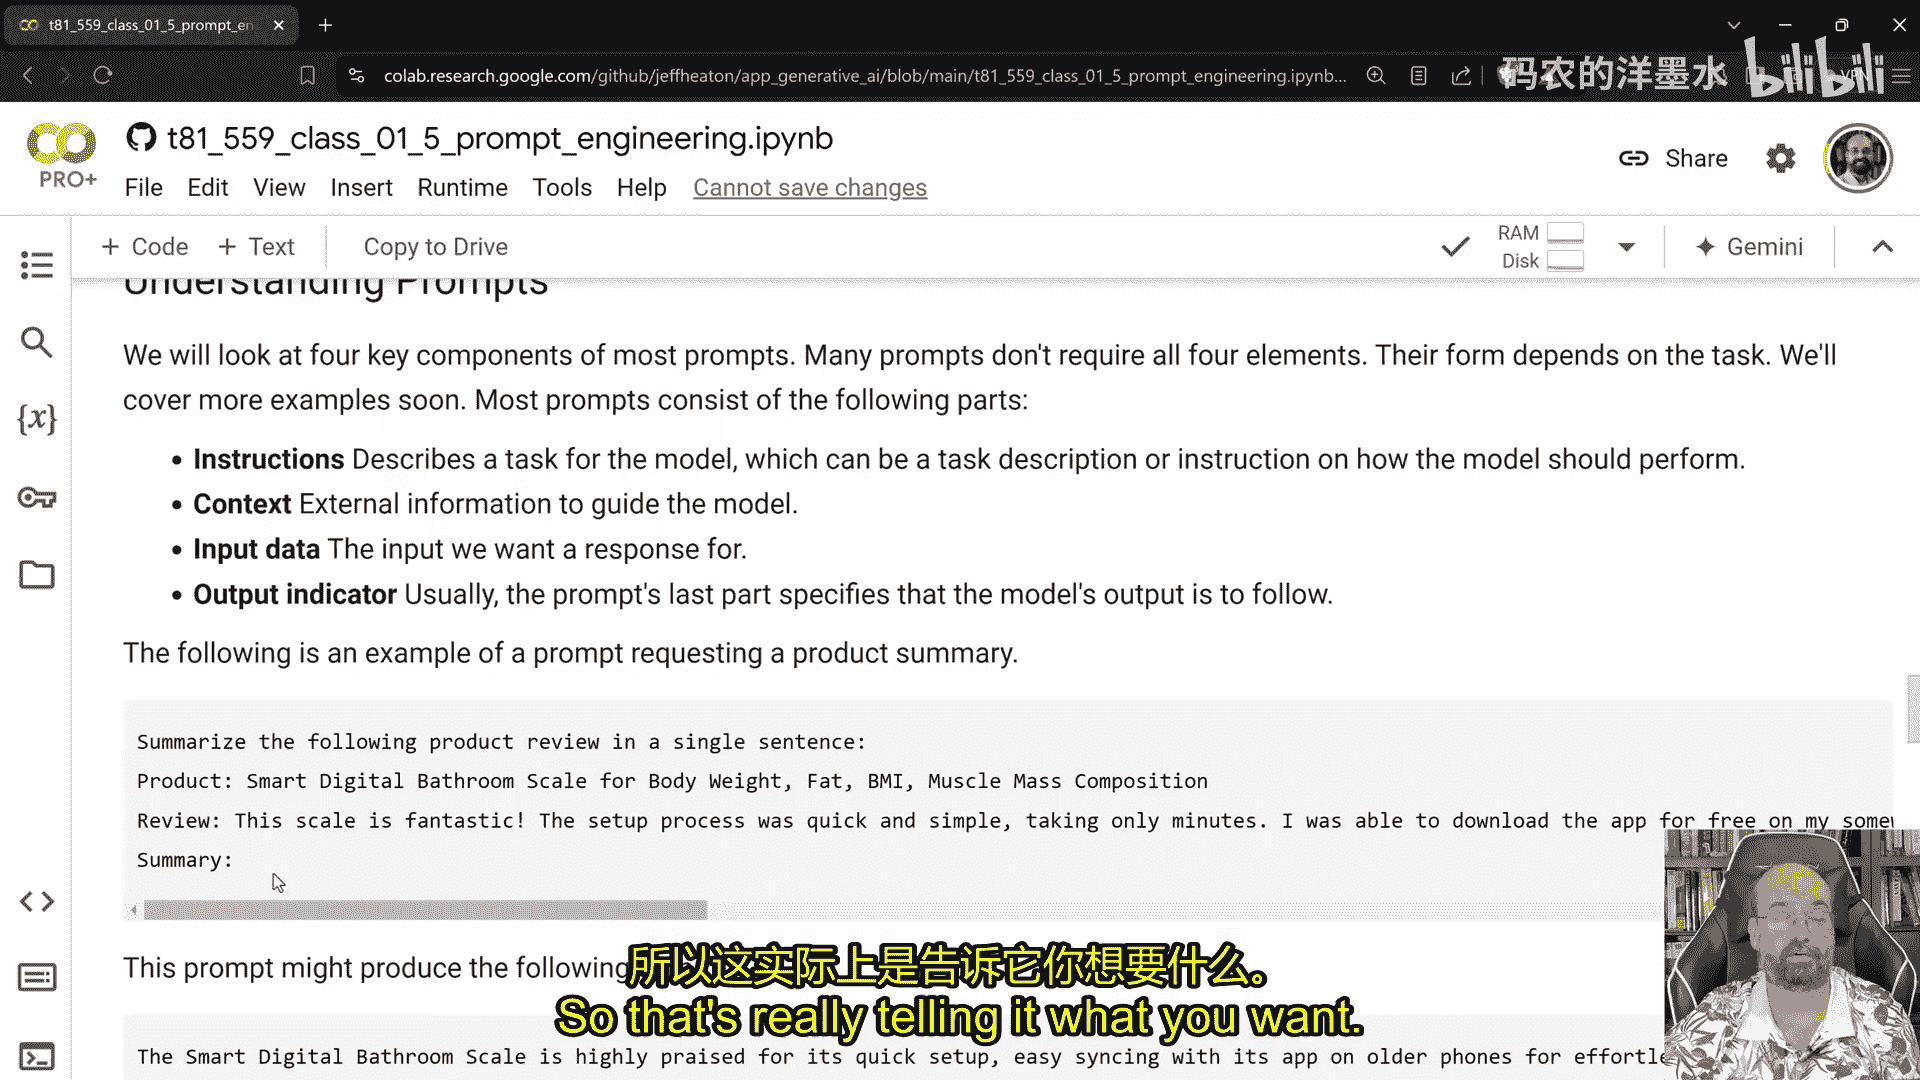 t81_559_class_01_5_prompt_en
colab.research.google.com/github/jeffheaton/app_generative_ai/blob/main/t81_559_class_01_5_prompt_engineering.ipynb...
码农的洋墨水 bilibili
VPN
t81_559_class_01_5_prompt_engineering.ipynb
PRO+
File Edit View Insert Runtime Tools Help Cannot save changes
Share
+ Code + Text Copy to Drive
RAM
Disk
Gemini
Understanding Prompts
We will look at four key components of most prompts. Many prompts don't require all four elements. Their form depends on the task. We'll
cover more examples soon. Most prompts consist of the following parts:
• Instructions Describes a task for the model, which can be a task description or instruction on how the model should perform.
• Context External information to guide the model.
• Input data The input we want a response for.
• Output indicator Usually, the prompt's last part specifies that the model's output is to follow.
The following is an example of a prompt requesting a product summary.
Summarize the following product review in a single sentence:
Product: Smart Digital Bathroom Scale for Body Weight, Fat, BMI, Muscle Mass Composition
Review: This scale is fantastic! The setup process was quick and simple, taking only minutes. I was able to download the app for free on my
Summary:
This prompt might produce the following
所以这实际上是告诉它你想要什么。
So that's really telling it what you want.
The Smart Digital Bathroom Scale is highly praised for its quick setup, easy syncing with its app on older phones for